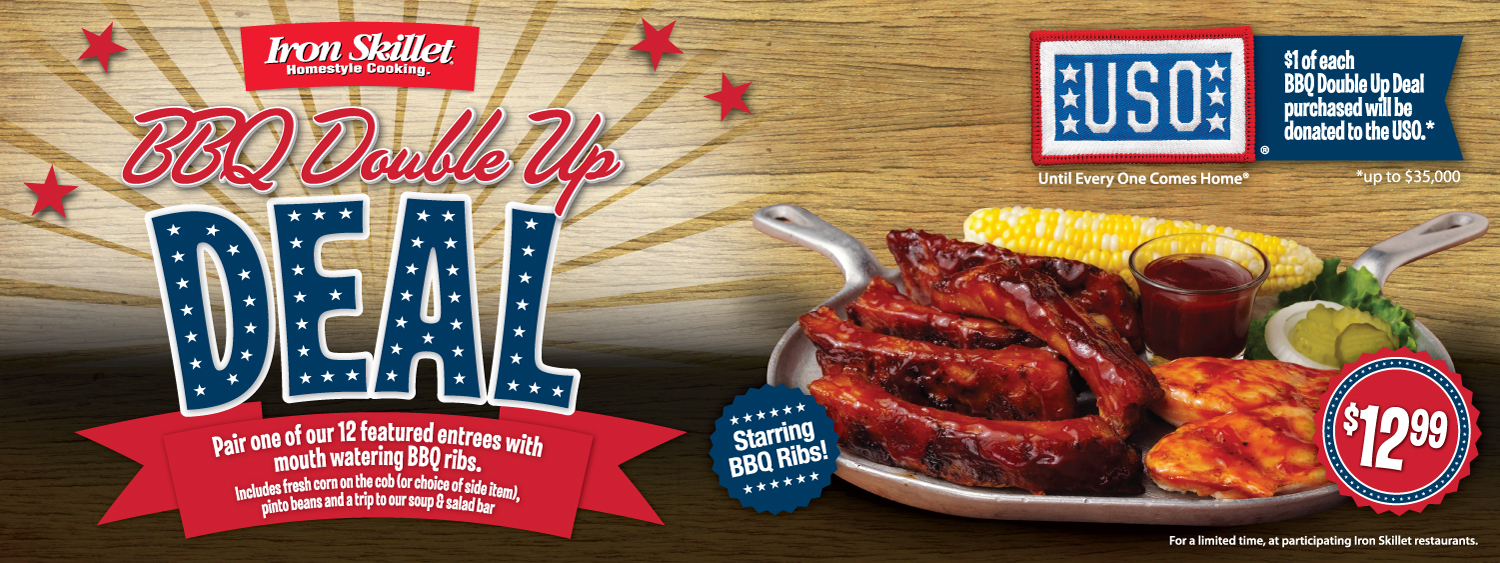 Iron Skillet®
Homestyle Cooking.
BBQ Double Up
DEAL
Pair one of our 12 featured entrees with
mouth watering BBQ ribs.
Includes fresh corn on the cob (or choice of side item),
pinto beans and a trip to our soup & salad bar
USO®
Until Every One Comes Home®
$1 of each
BBQ Double Up Deal
purchased will be
donated to the USO.*
*up to $35,000
Starring
BBQ Ribs!
$1299
For a limited time, at participating Iron Skillet restaurants.